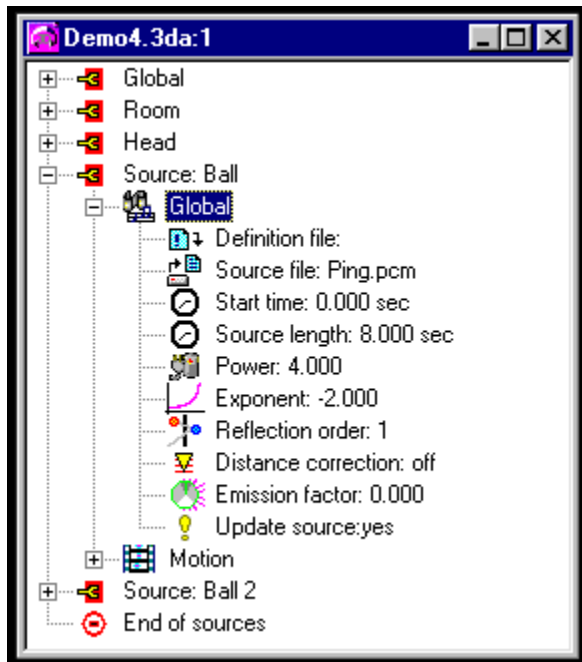 Demo4.3da:1
Global
Room
Head
Source: Ball
Global
Definition file:
Source file: Ping.pcm
Start time: 0.000 sec
Source length: 8.000 sec
Power: 4.000
Exponent: -2.000
Reflection order: 1
Distance correction: off
Emission factor: 0.000
Update source:yes
Motion
Source: Ball 2
End of sources